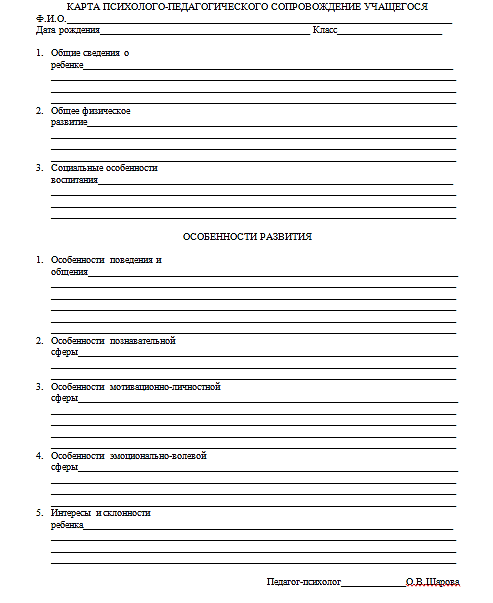 КАРТА ПСИХОЛОГО-ПЕДАГОГИЧЕСКОГО СОПРОВОЖДЕНИЕ УЧАЩЕГОСЯ
Ф.И.О.
Дата рождения Класс
1. Общие сведения о
ребенке
2. Общее физическое
развитие
3. Социальные особенности
воспитания
ОСОБЕННОСТИ РАЗВИТИЯ
1. Особенности поведения и
общения
2. Особенности познавательной
сферы
3. Особенности мотивационно-личностной
сферы
4. Особенности эмоционально-волевой
сферы
5. Интересы и склонности
ребенка
Педагог-психолог О.В.Шарова